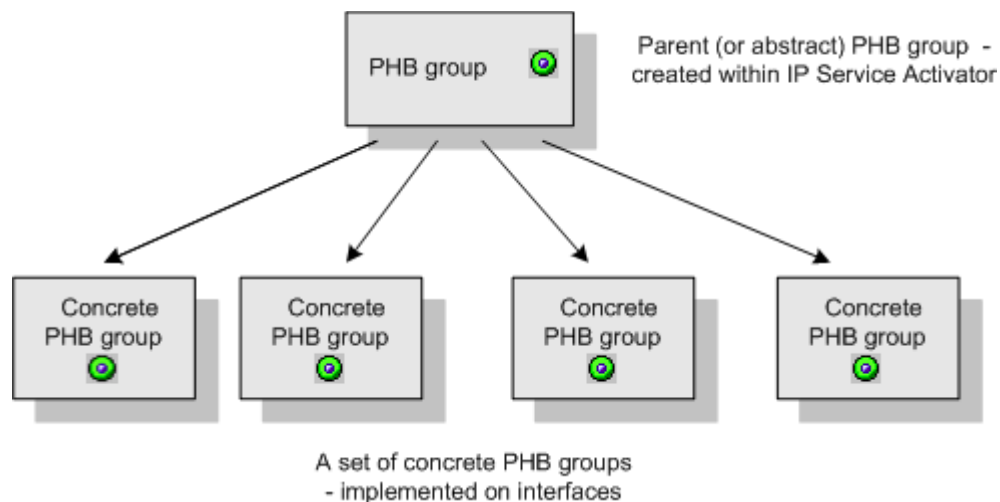 PHB group
Parent (or abstract) PHB group -
created within IP Service Activator
Concrete
PHB group
Concrete
PHB group
Concrete
PHB group
Concrete
PHB group
A set of concrete PHB groups
- implemented on interfaces